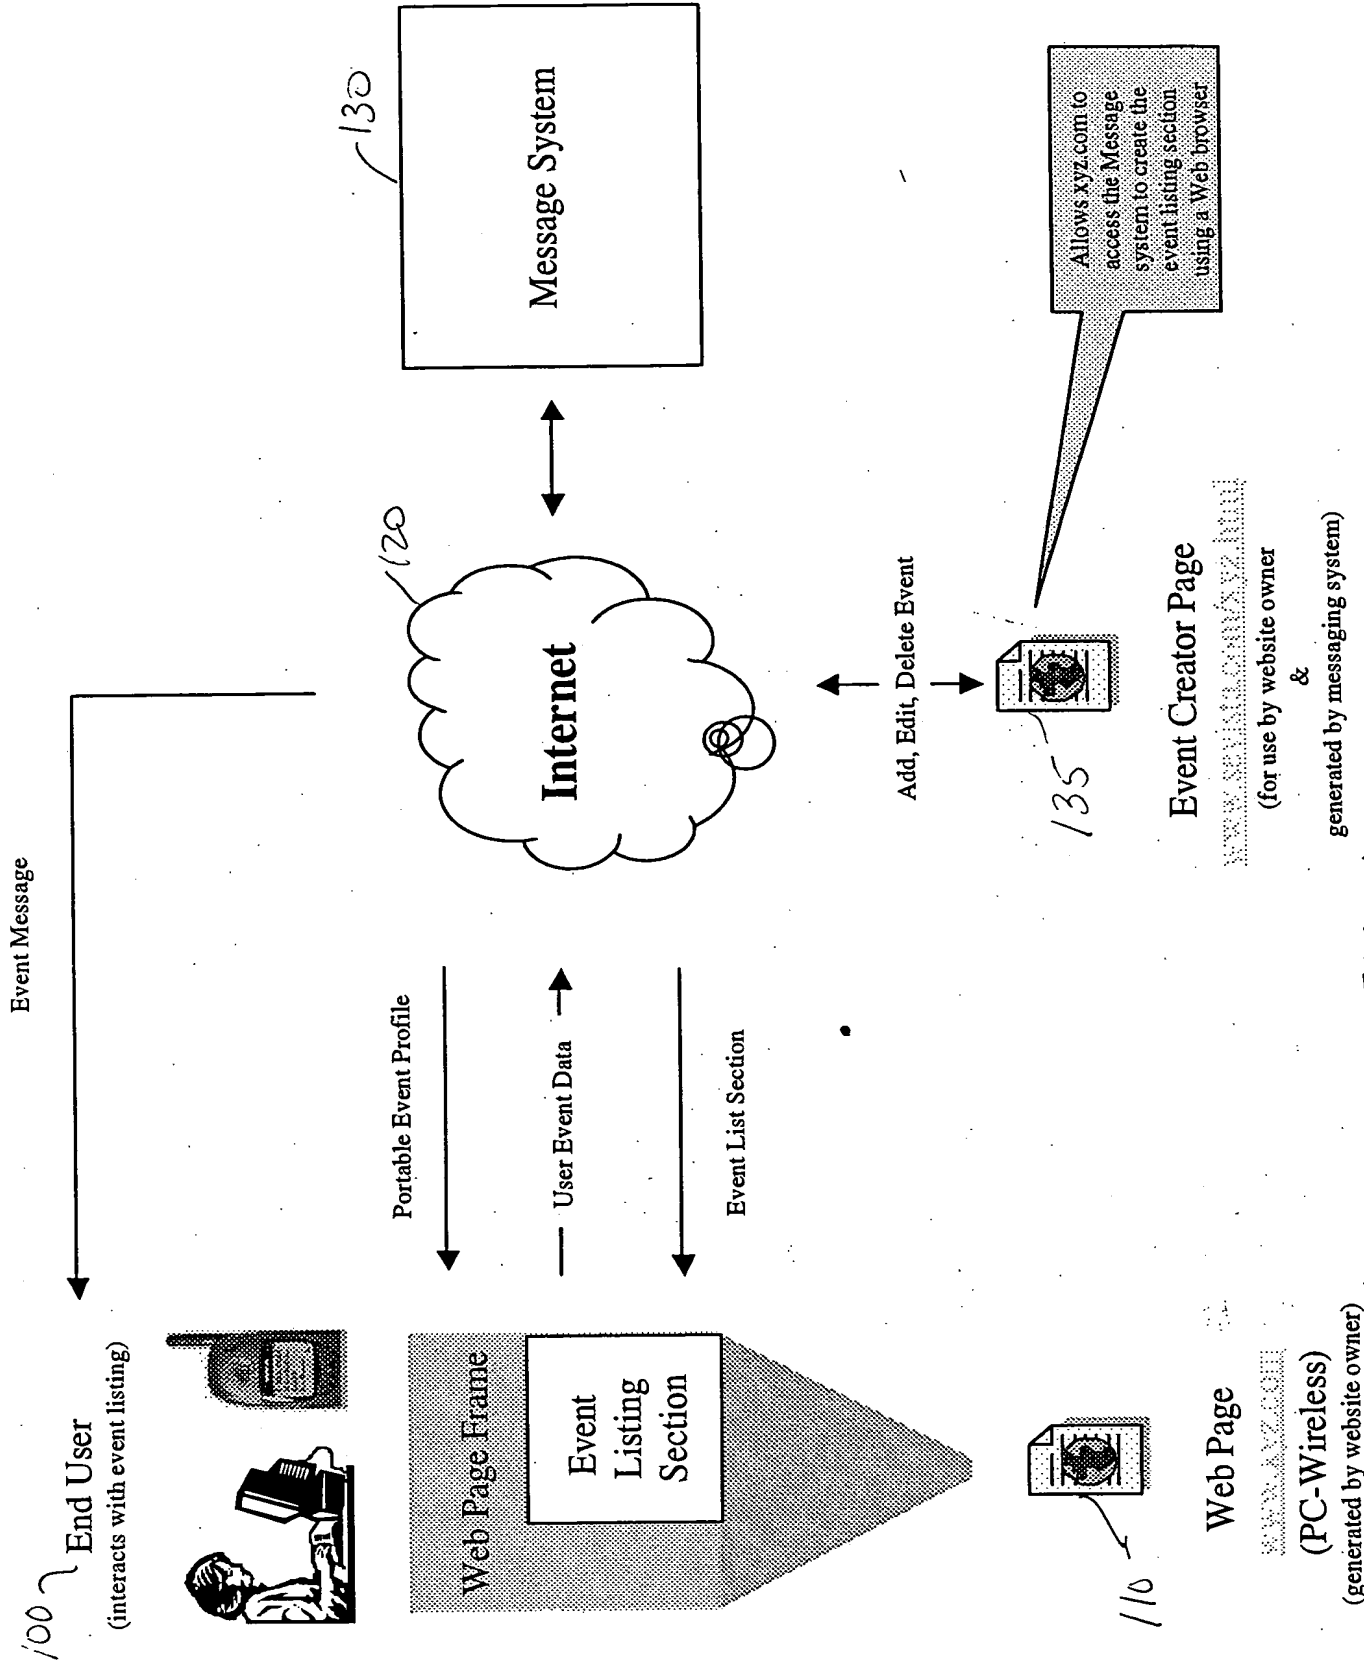 100
End User
(interacts with event listing)
Event Message
Web Page Frame
Event
Listing
Section
Portable Event Profile
User Event Data
Event List Section
Internet
120
Message System
130
110
Web Page
www.xyz.com
(PC-Wireless)
(generated by website owner)
Add, Edit, Delete Event
135
Event Creator Page
(for use by website owner
&
generated by messaging system)
Allows xyz.com to
access the Message
system to create the
event listing section
using a Web browser